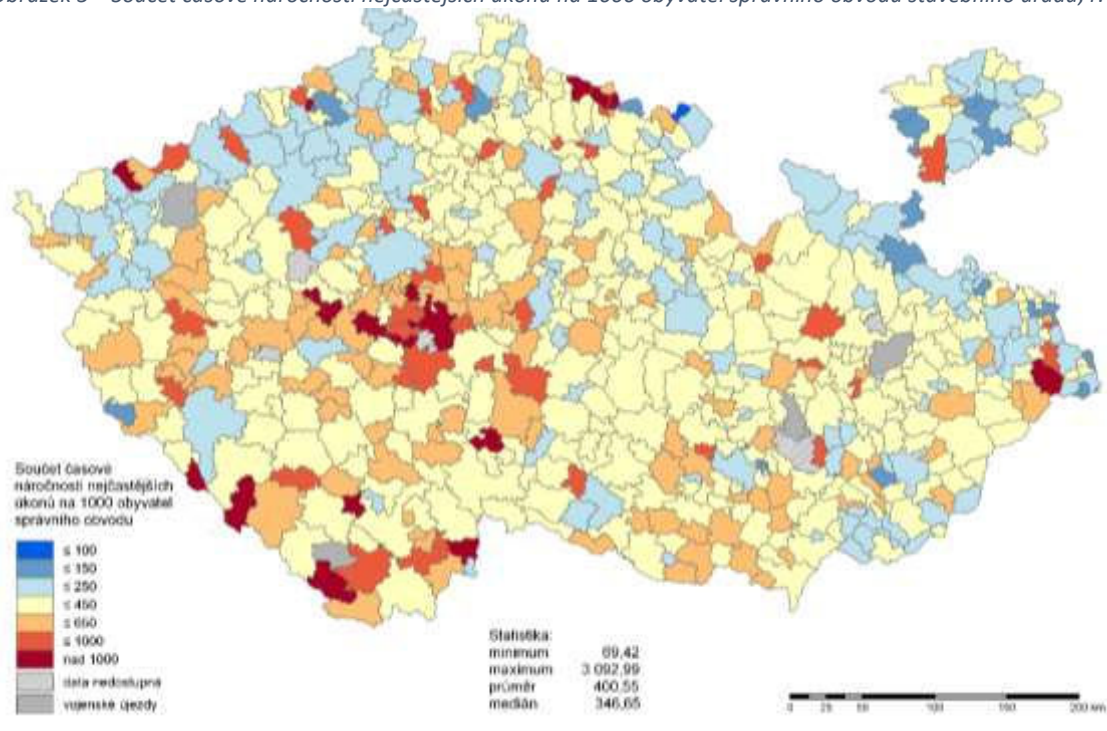 Součet časové náročnosti nejčastějších úkonů na 1000 obyvatel správního obvodu stavebního úřadu,
Součet časové
náročnosti nejčastějších
úkonů na 1000 obyvatel
správního obvodu
≤ 100
≤ 150
≤ 250
≤ 450
≤ 650
≤ 1000
nad 1000
data nedostupná
vojenské újezdy
Statistika:
minimum 69,42
maximum 3 092,99
průměr 400,55
medián 346,65
0 25 50 100 150 200 km